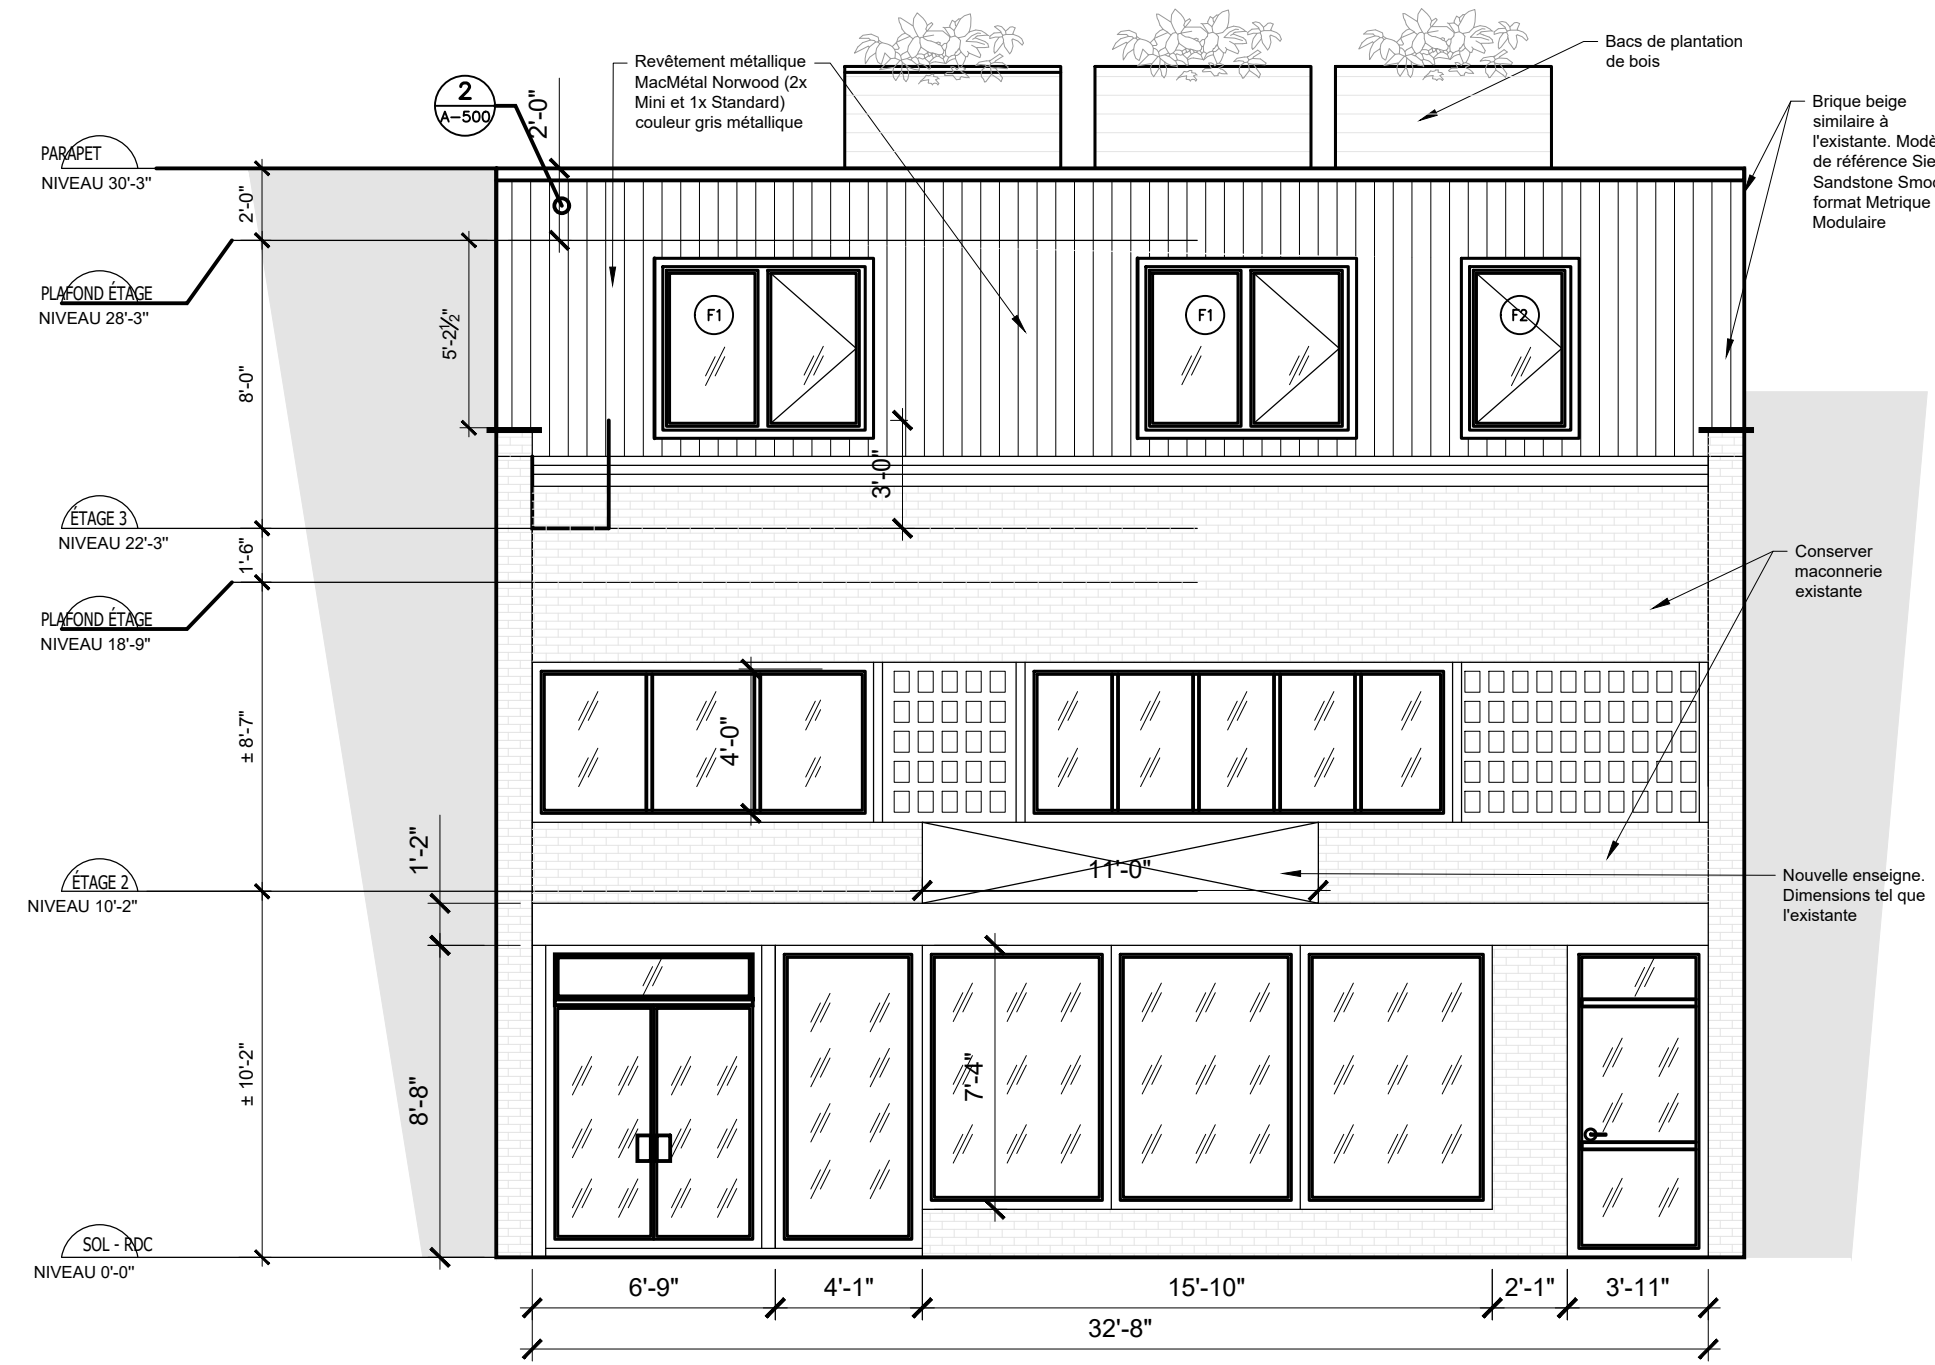 Bacs de plantation
de bois
Revêtement métallique
MacMétal Norwood (2x
Mini et 1x Standard)
couleur gris métallique
2
A-500
2'-0"
Brique beige
similaire à
l'existante. Modè
de référence Sie
Sandstone Smo
format Metrique
Modulaire
PARAPET
NIVEAU 30'-3"
2'-0"
PLAFOND ÉTAGE
NIVEAU 28'-3"
5'-2½"
F1
F1
F2
8'-0"
3'-0"
ÉTAGE 3
NIVEAU 22'-3"
1'-6"
Conserver
maconnerie
existante
PLAFOND ÉTAGE
NIVEAU 18'-9"
± 8'-7"
4'-0"
1'-2"
11'-0"
Nouvelle enseigne.
Dimensions tel que
l'existante
ÉTAGE 2
NIVEAU 10'-2"
± 10'-2"
8'-8"
7'-4"
SOL - RDC
NIVEAU 0'-0"
6'-9"
4'-1"
15'-10"
2'-1"
3'-11"
32'-8"